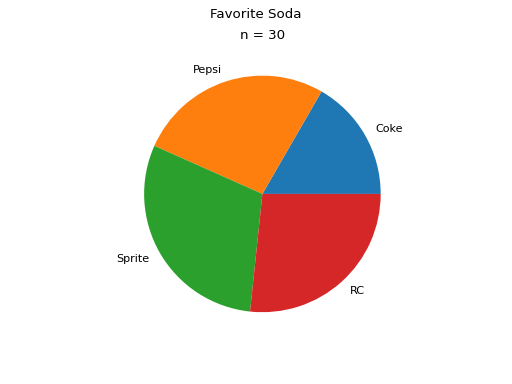 Favorite Soda
n = 30
Pepsi
Coke
Sprite
RC